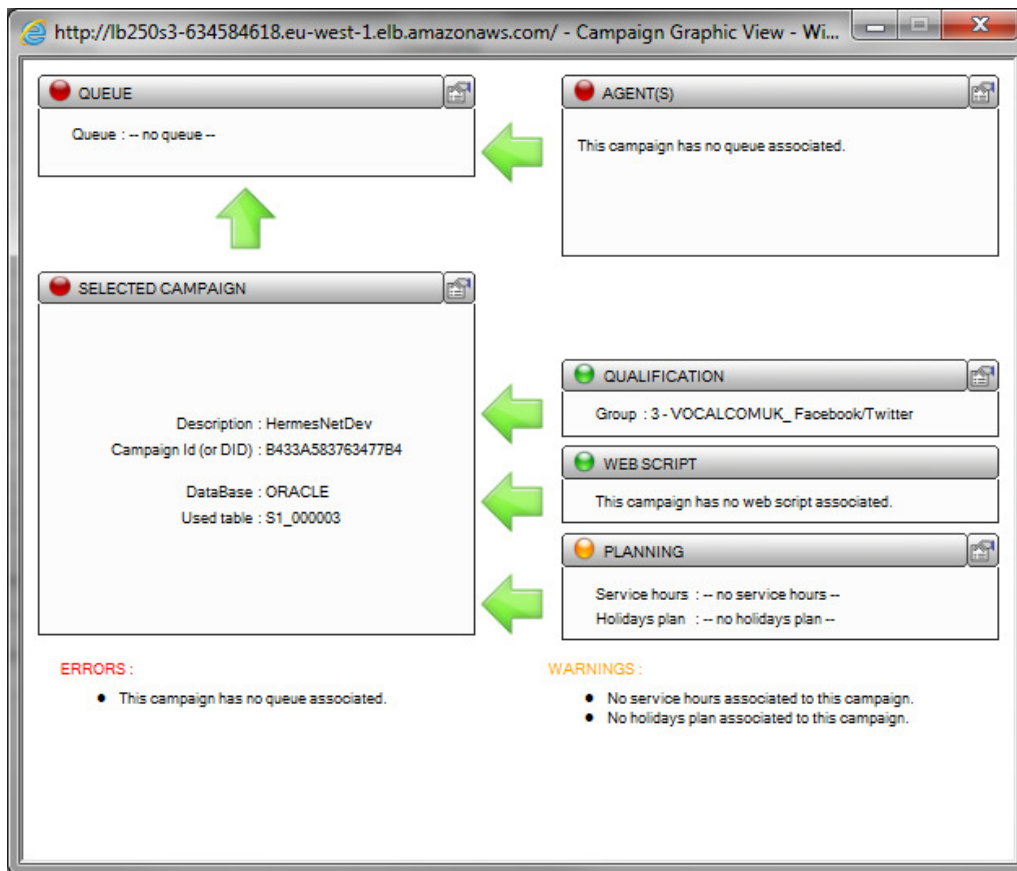 http://lb250s3-634584618.eu-west-1.elb.amazonaws.com/ - Campaign Graphic View - Wi...
QUEUE
Queue : -- no queue --
AGENT(S)
This campaign has no queue associated.
SELECTED CAMPAIGN
Description : HermesNetDev
Campaign Id (or DID) : B433A583763477B4
DataBase : ORACLE
Used table : S1_000003
QUALIFICATION
Group : 3 - VOCALCOMUK_ Facebook/Twitter
WEB SCRIPT
This campaign has no web script associated.
PLANNING
Service hours : -- no service hours --
Holidays plan : -- no holidays plan --
ERRORS :
• This campaign has no queue associated.
WARNINGS :
• No service hours associated to this campaign.
• No holidays plan associated to this campaign.